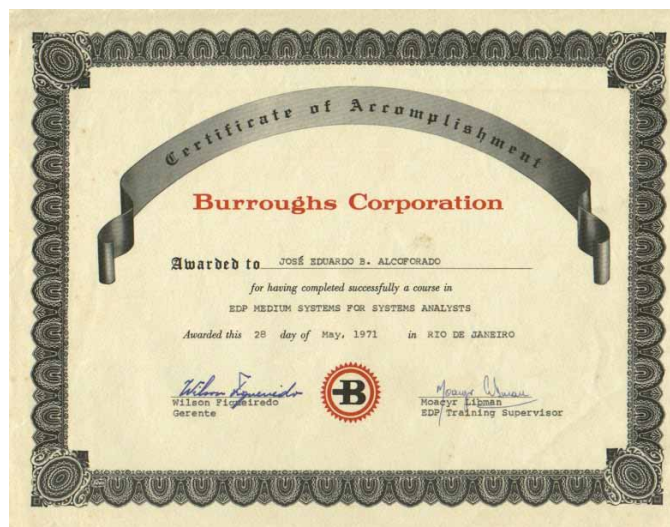 Certificate of Accomplishment
Burroughs Corporation
Awarded to JOSÉ EDUARDO B. ALCOFORADO
for having completed successfully a course in
EDP MEDIUM SYSTEMS FOR SYSTEMS ANALYSTS
Awarded this 28 day of May, 1971 in RIO DE JANEIRO
Wilson Figueiredo
B
Moacyr Libman
Wilson Figueiredo
Moacyr Libman
Gerente
EDP Training Supervisor